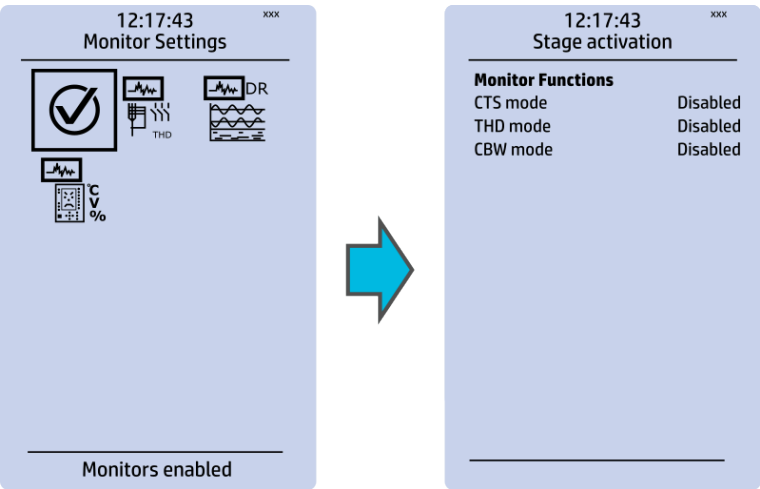 12:17:43 xxx
Monitor Settings
DR
THD
℃
V
%
Monitors enabled
12:17:43 xxx
Stage activation
Monitor Functions
CTS mode Disabled
THD mode Disabled
CBW mode Disabled